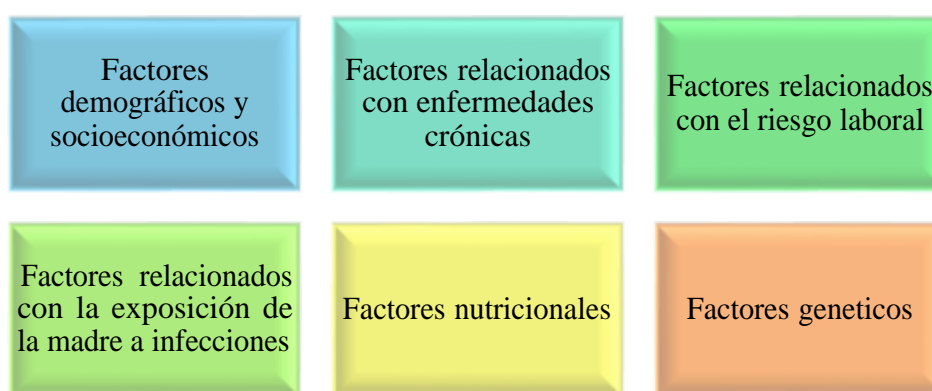 Factores
demográficos y
socioeconómicos
Factores relacionados
con enfermedades
crónicas
Factores relacionados
con el riesgo laboral
Factores relacionados
con la exposición de
la madre a infecciones
Factores nutricionales
Factores geneticos